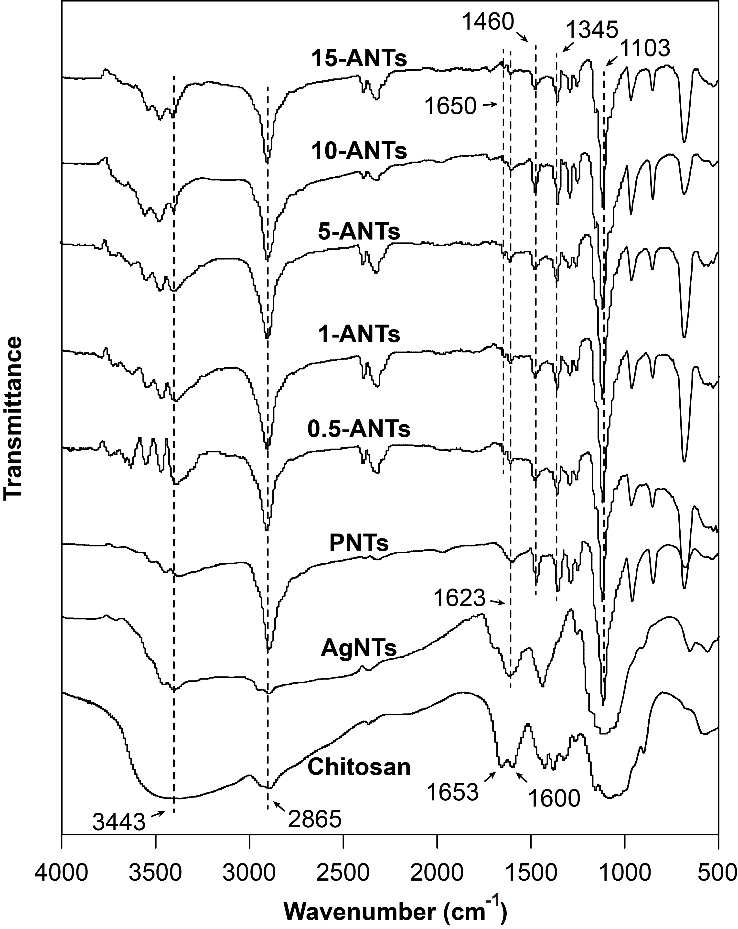 1460
1345
15-ANTs
1103
1650
10-ANTs
5-ANTs
1-ANTs
0.5-ANTs
PNTs
1623
AgNTs
Chitosan
1653
1600
3443
2865
Transmittance
4000 3500 3000 2500 2000 1500 1000 500
Wavenumber (cm⁻¹)